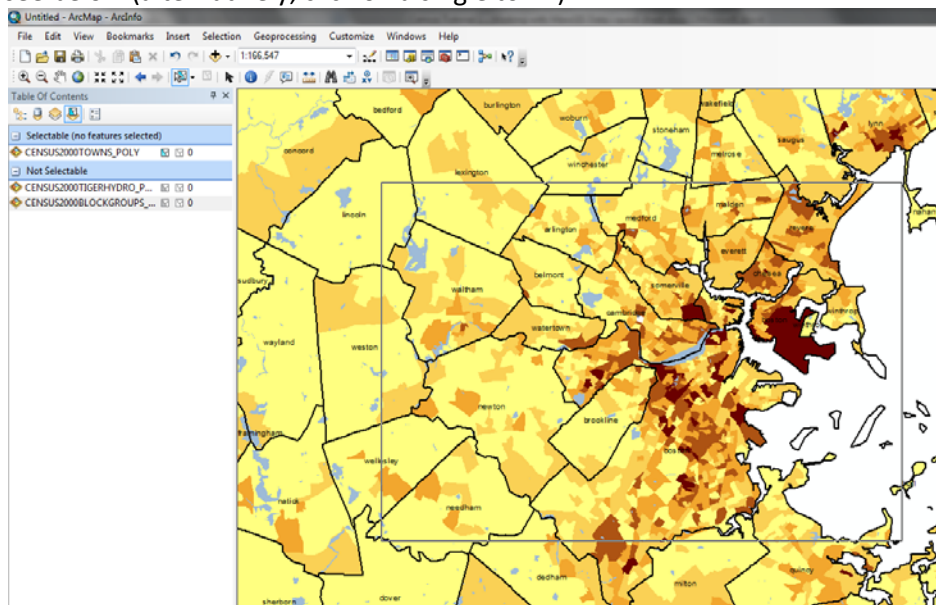 Untitled - ArcMap - ArcInfo
File Edit View Bookmarks Insert Selection Geoprocessing Customize Windows Help
1:166,547
Table Of Contents
Selectable (no features selected)
CENSUS2000TOWNS_POLY 0
Not Selectable
CENSUS2000TIGERHYDRO_P... 0
CENSUS2000BLOCKGROUPS_... 0
bedford
burlington
woburn
wakefield
lynn
stoneham
saugus
concord
winchester
melrose
lexington
lincoln
medford
malden
revere
nahant
arlington
everett
belmont
chelsea
sudbury
waltham
somerville
cambridge
winthrop
watertown
wayland
weston
newton
brookline
boston
framingham
wellesley
natick
needham
quincy
dedham
milton
sherborn
dover